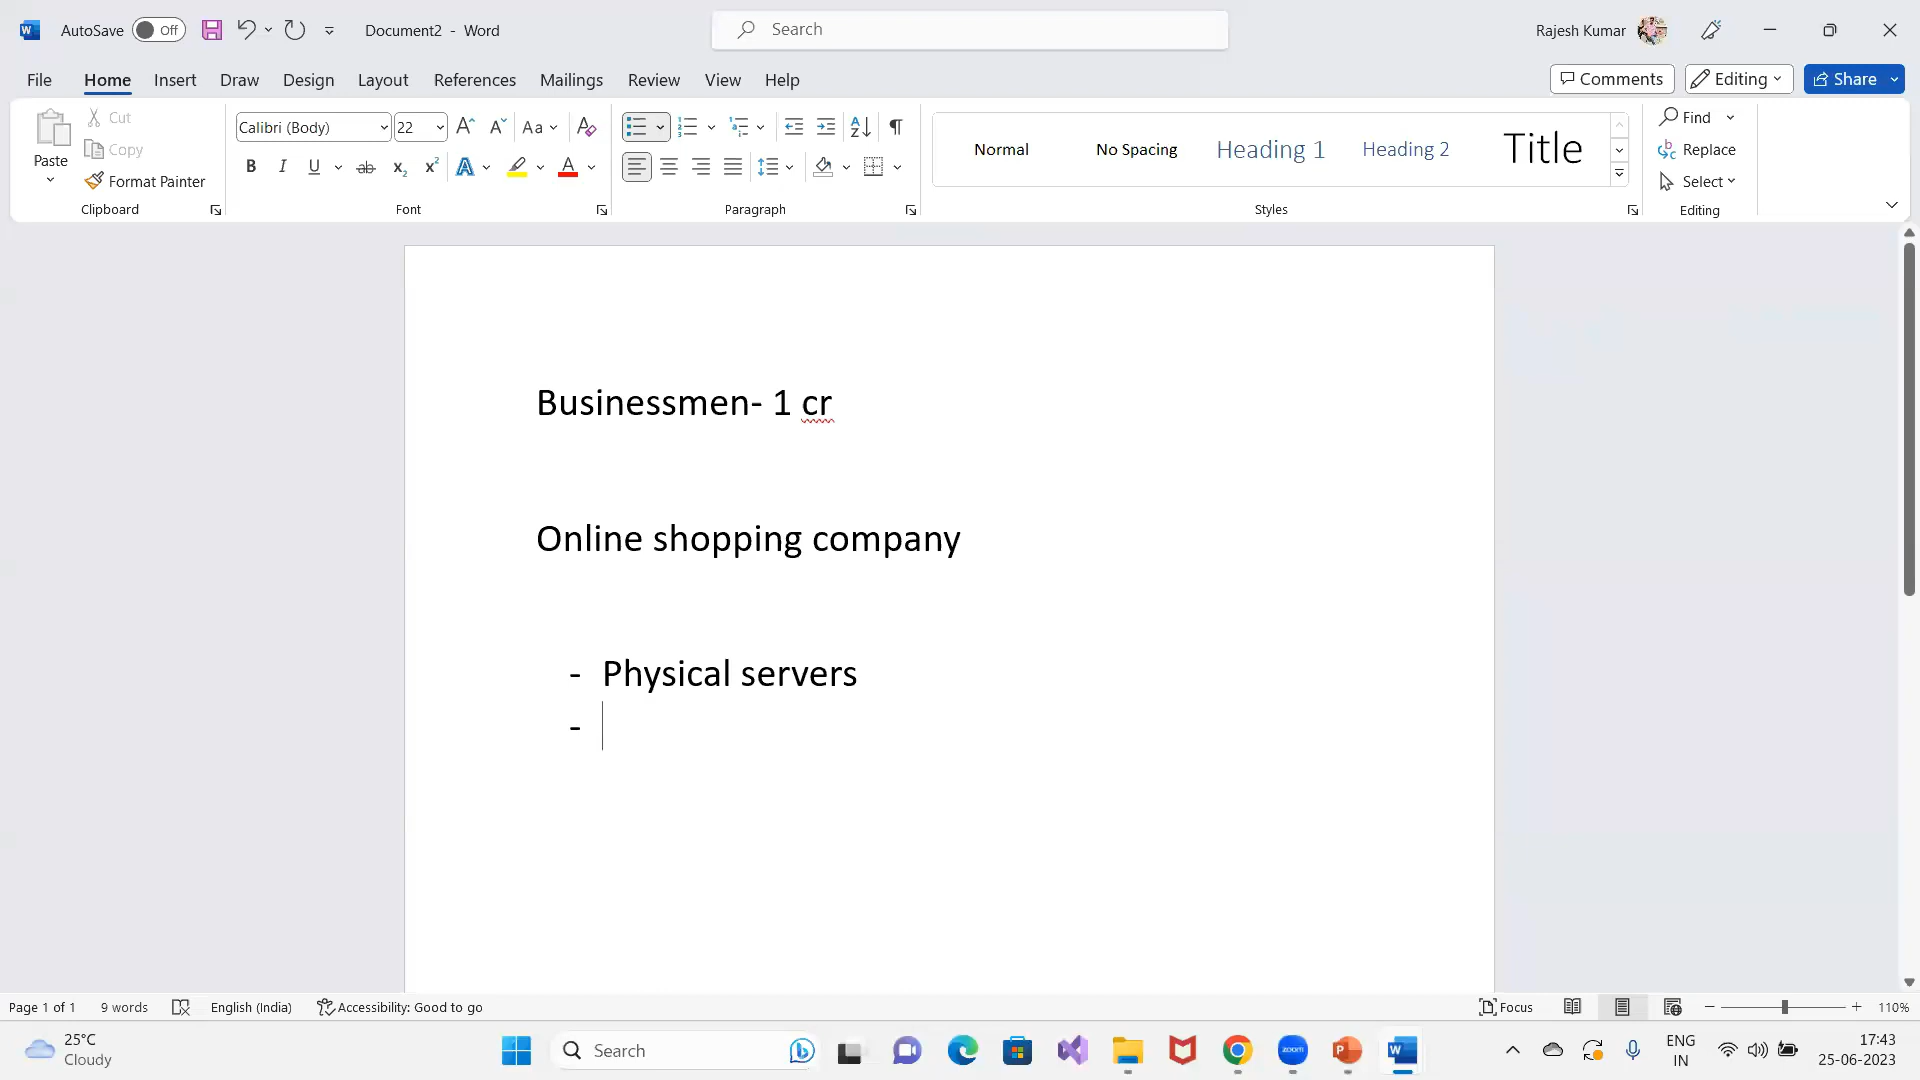 AutoSave Off Document2 - Word Search Rajesh Kumar
File Home Insert Draw Design Layout References Mailings Review View Help Comments Editing Share
Paste Cut Copy Format Painter Clipboard
Calibri (Body) 22 Aa Font
Paragraph
Normal No Spacing Heading 1 Heading 2 Title Styles
Find Replace Select Editing
Businessmen- 1 cr
Online shopping company
- Physical servers
-
Page 1 of 1 9 words English (India) Accessibility: Good to go Focus 110%
25°C
Cloudy
Search
zoom
ENG
IN
17:43
25-06-2023